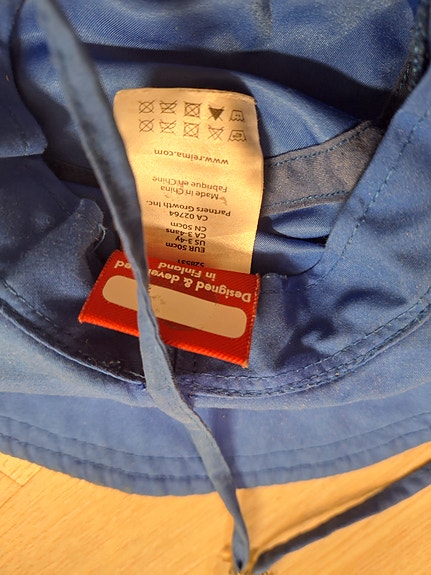 Designed & developed
in Finland
528531
EUR 50cm
US 3-4y
CA 3-4ans
CN 50cm
CA 02764
Partners Growth Inc.
Made in China
Fabriqué en Chine
www.reima.com